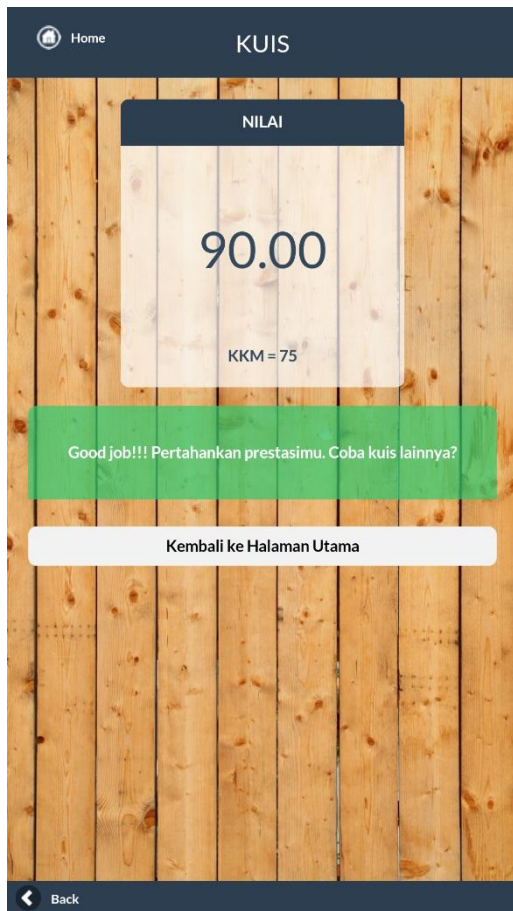 Home
KUIS
NILAI
90.00
KKM = 75
Good job!!! Pertahankan prestasimu. Coba kuis lainnya?
Kembali ke Halaman Utama
Back